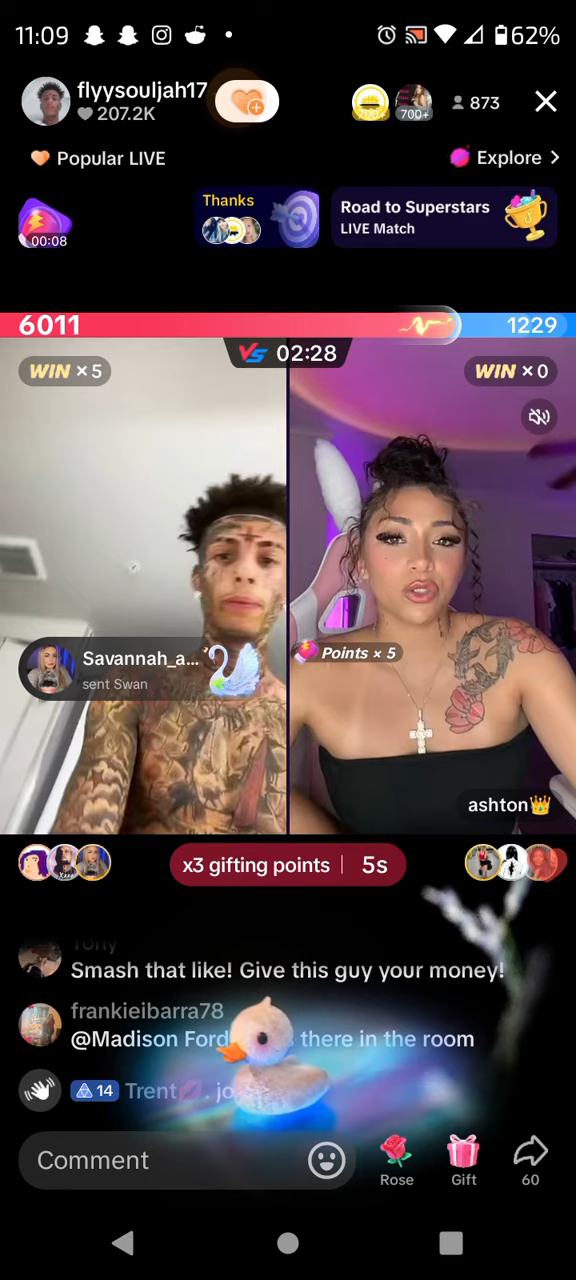 11:09
62%
flyysouljah17
207.2K
700+
873
Popular LIVE
Explore >
00:08
Thanks
Road to Superstars
LIVE Match
6011
1229
VS 02:28
WIN × 5
WIN × 0
Savannah_a...
sent Swan
Points × 5
ashton👑
x3 gifting points | 5s
Tony
Smash that like! Give this guy your money!
frankieibarra78
@Madison Ford there in the room
14 Trent💋. jo
Comment
Rose
Gift
60